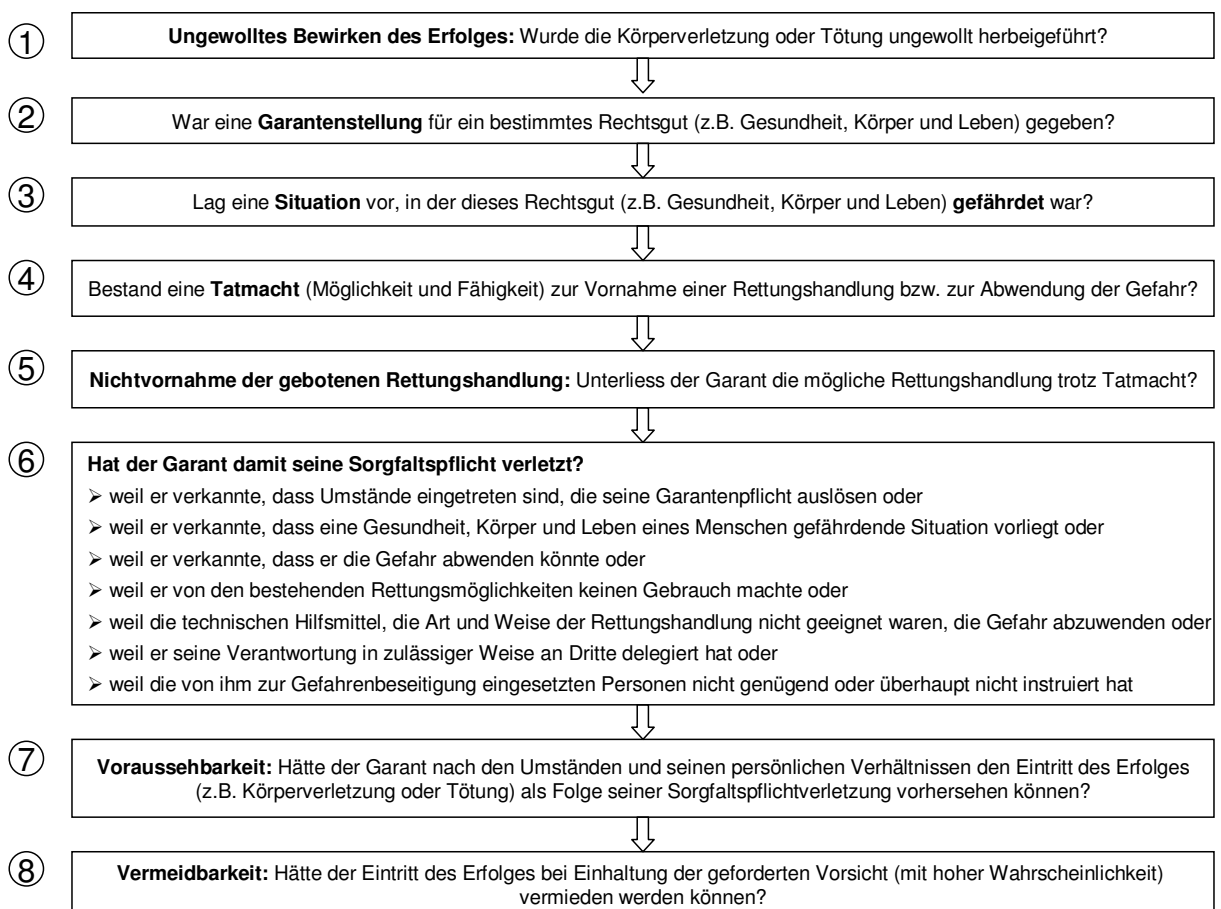 ①
Ungewolltes Bewirken des Erfolges: Wurde die Körperverletzung oder Tötung ungewollt herbeigeführt?
②
War eine Garantenstellung für ein bestimmtes Rechtsgut (z.B. Gesundheit, Körper und Leben) gegeben?
③
Lag eine Situation vor, in der dieses Rechtsgut (z.B. Gesundheit, Körper und Leben) gefährdet war?
④
Bestand eine Tatmacht (Möglichkeit und Fähigkeit) zur Vornahme einer Rettungshandlung bzw. zur Abwendung der Gefahr?
⑤
Nichtvornahme der gebotenen Rettungshandlung: Unterliess der Garant die mögliche Rettungshandlung trotz Tatmacht?
⑥
Hat der Garant damit seine Sorgfaltspflicht verletzt?
➢ weil er verkannte, dass Umstände eingetreten sind, die seine Garantenpflicht auslösen oder
➢ weil er verkannte, dass eine Gesundheit, Körper und Leben eines Menschen gefährdende Situation vorliegt oder
➢ weil er verkannte, dass er die Gefahr abwenden könnte oder
➢ weil er von den bestehenden Rettungsmöglichkeiten keinen Gebrauch machte oder
➢ weil die technischen Hilfsmittel, die Art und Weise der Rettungshandlung nicht geeignet waren, die Gefahr abzuwenden oder
➢ weil er seine Verantwortung in zulässiger Weise an Dritte delegiert hat oder
➢ weil die von ihm zur Gefahrenbeseitigung eingesetzten Personen nicht genügend oder überhaupt nicht instruiert hat
⑦
Voraussehbarkeit: Hätte der Garant nach den Umständen und seinen persönlichen Verhältnissen den Eintritt des Erfolges
(z.B. Körperverletzung oder Tötung) als Folge seiner Sorgfaltspflichtverletzung vorhersehen können?
⑧
Vermeidbarkeit: Hätte der Eintritt des Erfolges bei Einhaltung der geforderten Vorsicht (mit hoher Wahrscheinlichkeit)
vermieden werden können?